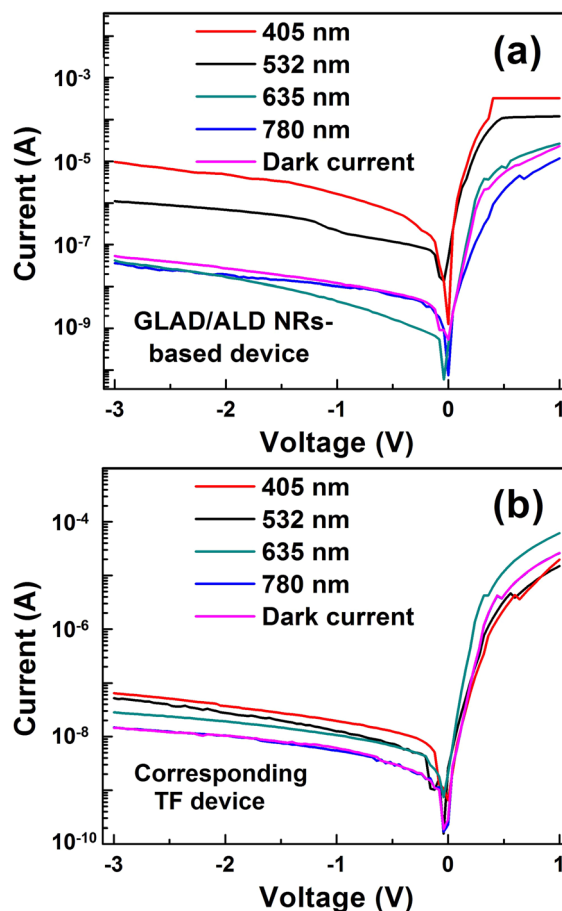 (a)
405 nm
532 nm
635 nm
780 nm
Dark current
10⁻³
10⁻⁵
10⁻⁷
10⁻⁹
Current (A)
GLAD/ALD NRs-
based device
-3 -2 -1 0 1
Voltage (V)
(b)
405 nm
532 nm
635 nm
780 nm
Dark current
10⁻⁴
10⁻⁶
10⁻⁸
10⁻¹⁰
Current (A)
Corresponding
TF device
-3 -2 -1 0 1
Voltage (V)